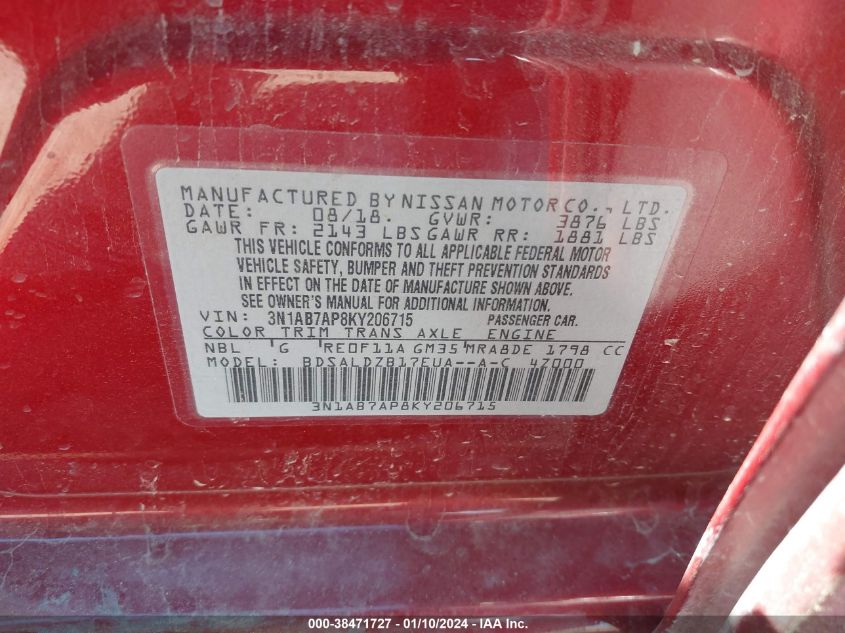 MANUFACTURED BY NISSAN MOTOR CO., LTD.
DATE: 08/18. GVWR: 3876 LBS
GAWR FR: 2143 LBS GAWR RR: 1881 LBS
THIS VEHICLE CONFORMS TO ALL APPLICABLE FEDERAL MOTOR
VEHICLE SAFETY, BUMPER AND THEFT PREVENTION STANDARDS
IN EFFECT ON THE DATE OF MANUFACTURE SHOWN ABOVE.
SEE OWNER'S MANUAL FOR ADDITIONAL INFORMATION.
VIN: 3N1AB7AP8KY206715 PASSENGER CAR.
COLOR TRIM TRANS AXLE ENGINE
NBL G RE0F11A GM35 MRA8DE 1798 CC
MODEL: BDSALDZB17EUA--A-C 4Z000
3N1AB7AP8KY206715
000-38471727 - 01/10/2024 - IAA Inc.